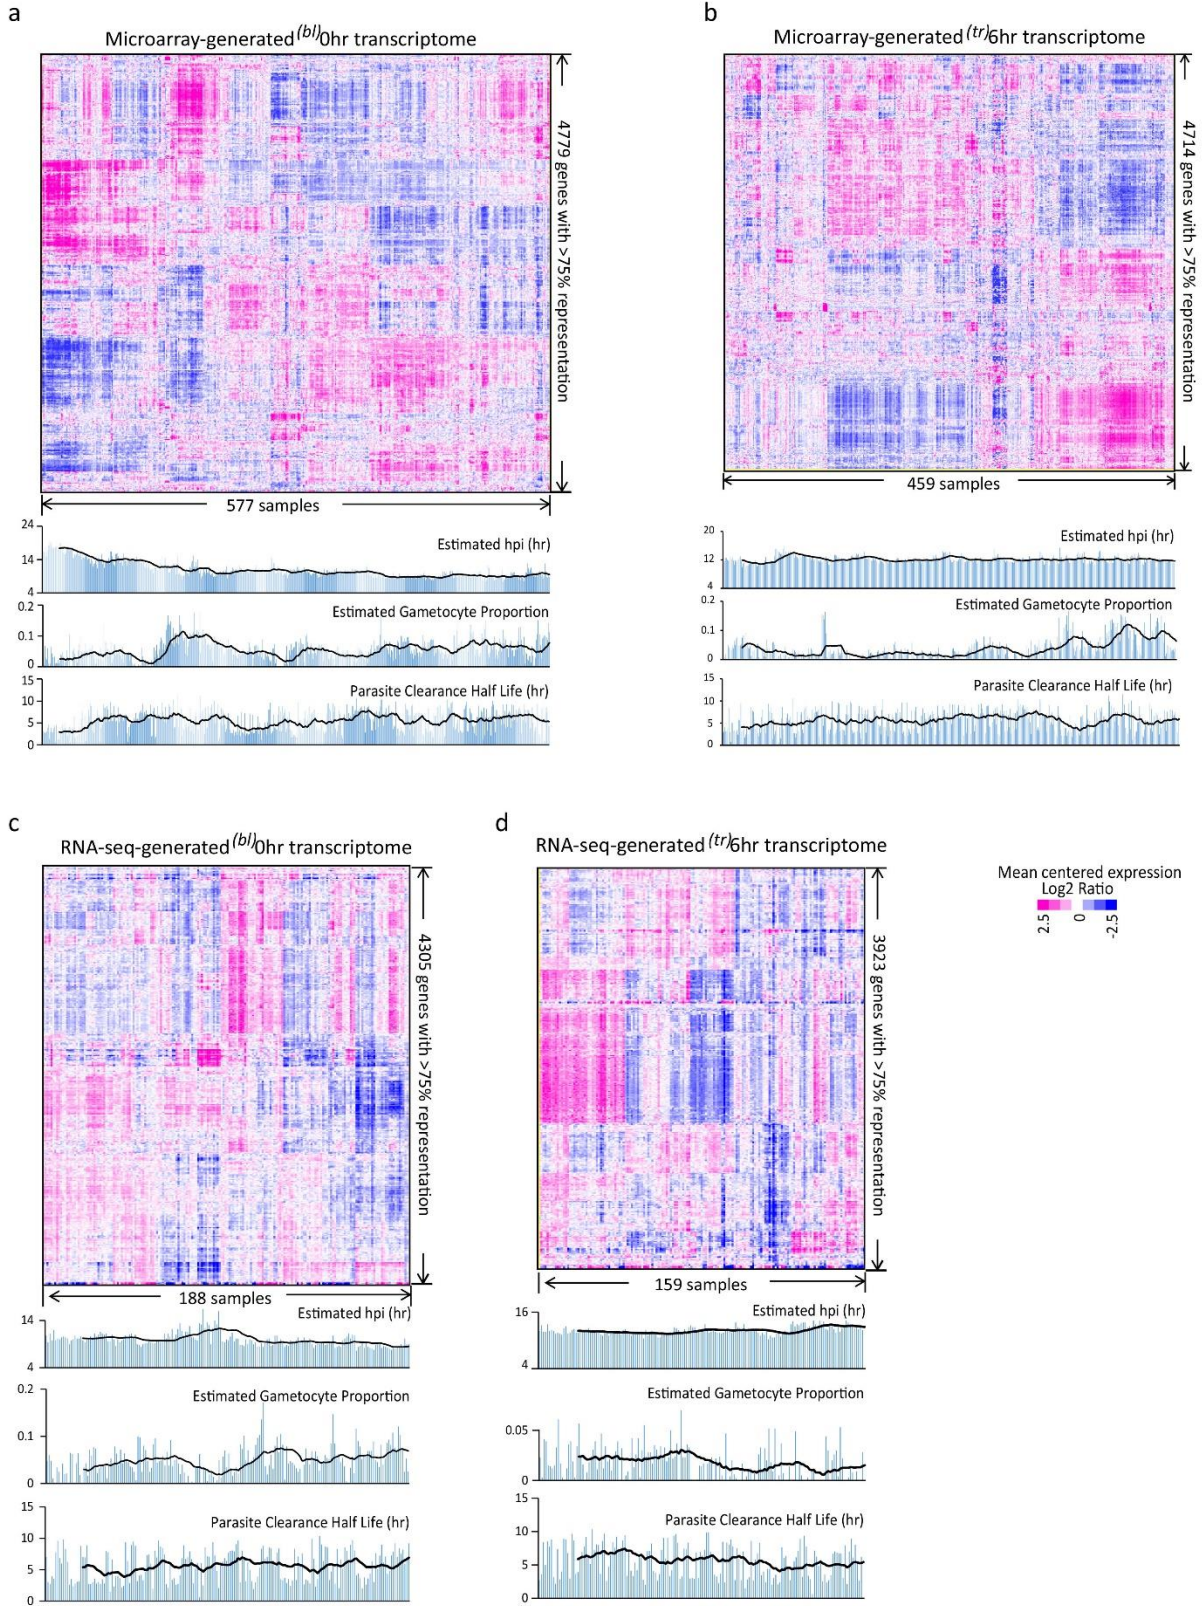 a
Microarray-generated (bl)0hr transcriptome
4779 genes with >75% representation
577 samples
24
14
4
Estimated hpi (hr)
0.2
0.1
0
Estimated Gametocyte Proportion
15
10
5
0
Parasite Clearance Half Life (hr)
b
Microarray-generated (tr)6hr transcriptome
4714 genes with >75% representation
459 samples
20
12
4
Estimated hpi (hr)
0.2
0.1
0
Estimated Gametocyte Proportion
15
10
5
0
Parasite Clearance Half Life (hr)
c
RNA-seq-generated (bl)0hr transcriptome
4305 genes with >75% representation
188 samples
14
4
Estimated hpi (hr)
0.2
0.1
0
Estimated Gametocyte Proportion
15
10
5
0
Parasite Clearance Half Life (hr)
d
RNA-seq-generated (tr)6hr transcriptome
3923 genes with >75% representation
159 samples
16
4
Estimated hpi (hr)
0.05
0
Estimated Gametocyte Proportion
15
10
5
0
Parasite Clearance Half Life (hr)
Mean centered expression
Log2 Ratio
2.5
0
-2.5